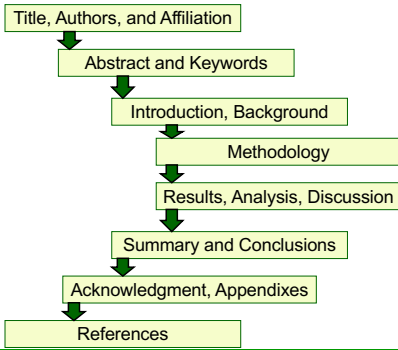 Title, Authors, and Affiliation
Abstract and Keywords
Introduction, Background
Methodology
Results, Analysis, Discussion
Summary and Conclusions
Acknowledgment, Appendixes
References